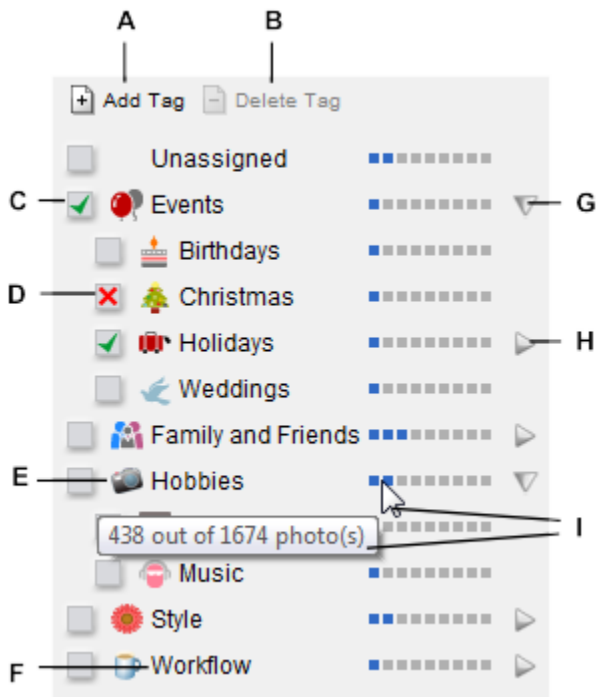 A B
Add Tag Delete Tag
Unassigned
C Events G
Birthdays
D Christmas
Holidays H
Weddings
Family and Friends
E Hobbies
438 out of 1674 photo(s) I
Music
Style
F Workflow